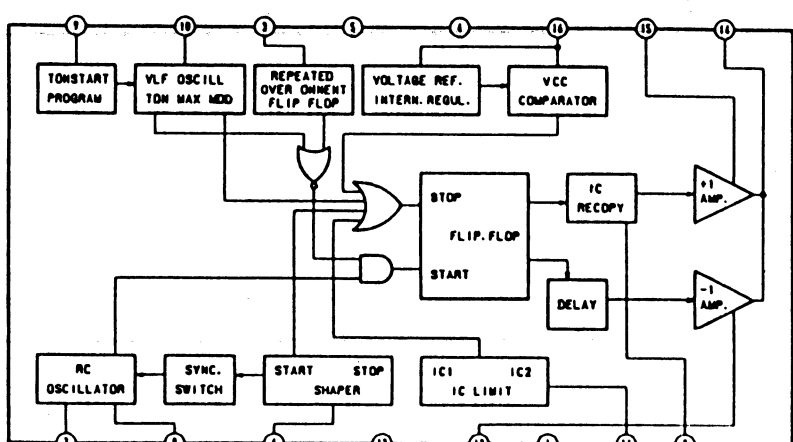 9 10 3 5 4 16 15 14
TONSTART
PROGRAM
VLF OSCILL
TON MAX MDD
REPEATED
OVER ONNENT
FLIP FLOP
VOLTAGE REF.
INTERN. REGUL.
VCC
COMPARATOR
STOP
FLIP.FLOP
START
IC
RECOPY
+1
AMP.
DELAY
-1
AMP.
RC
OSCILLATOR
SYNC.
SWITCH
START STOP
SHAPER
IC1 IC2
IC LIMIT